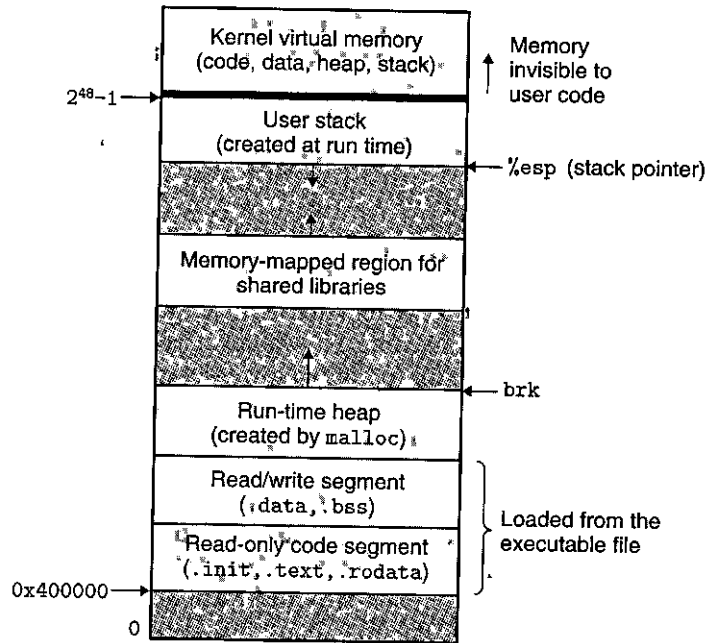 Kernel virtual memory
(code, data, heap, stack)
Memory
invisible to
user code
2⁴⁸-1
User stack
(created at run time)
%esp (stack pointer)
Memory-mapped region for
shared libraries
brk
Run-time heap
(created by malloc)
Read/write segment
(.data, .bss)
Loaded from the
executable file
Read-only code segment
(.init, .text, .rodata)
0x400000
0